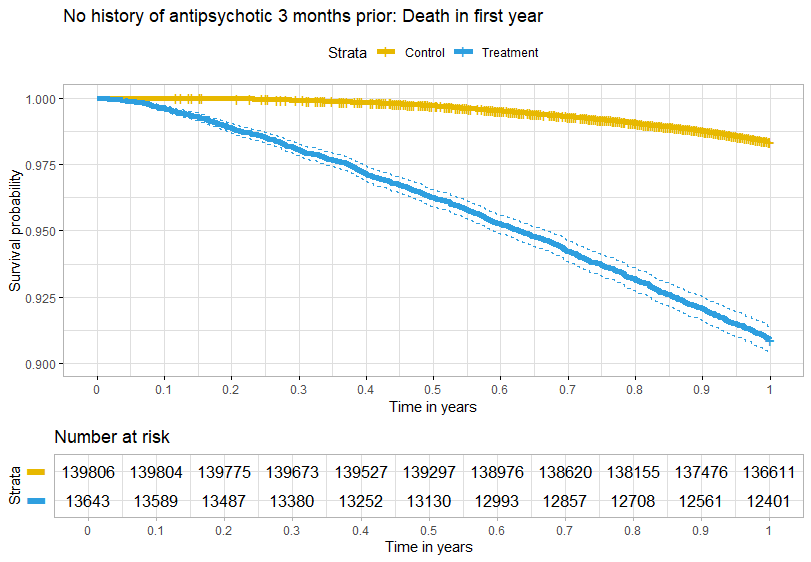 No history of antipsychotic 3 months prior: Death in first year
Strata Control Treatment
Survival probability
1.000
0.975
0.950
0.925
0.900
0 0.1 0.2 0.3 0.4 0.5 0.6 0.7 0.8 0.9 1
Time in years
Number at risk
Strata
139806 139804 139775 139673 139527 139297 138976 138620 138155 137476 136611
13643 13589 13487 13380 13252 13130 12993 12857 12708 12561 12401
0 0.1 0.2 0.3 0.4 0.5 0.6 0.7 0.8 0.9 1
Time in years